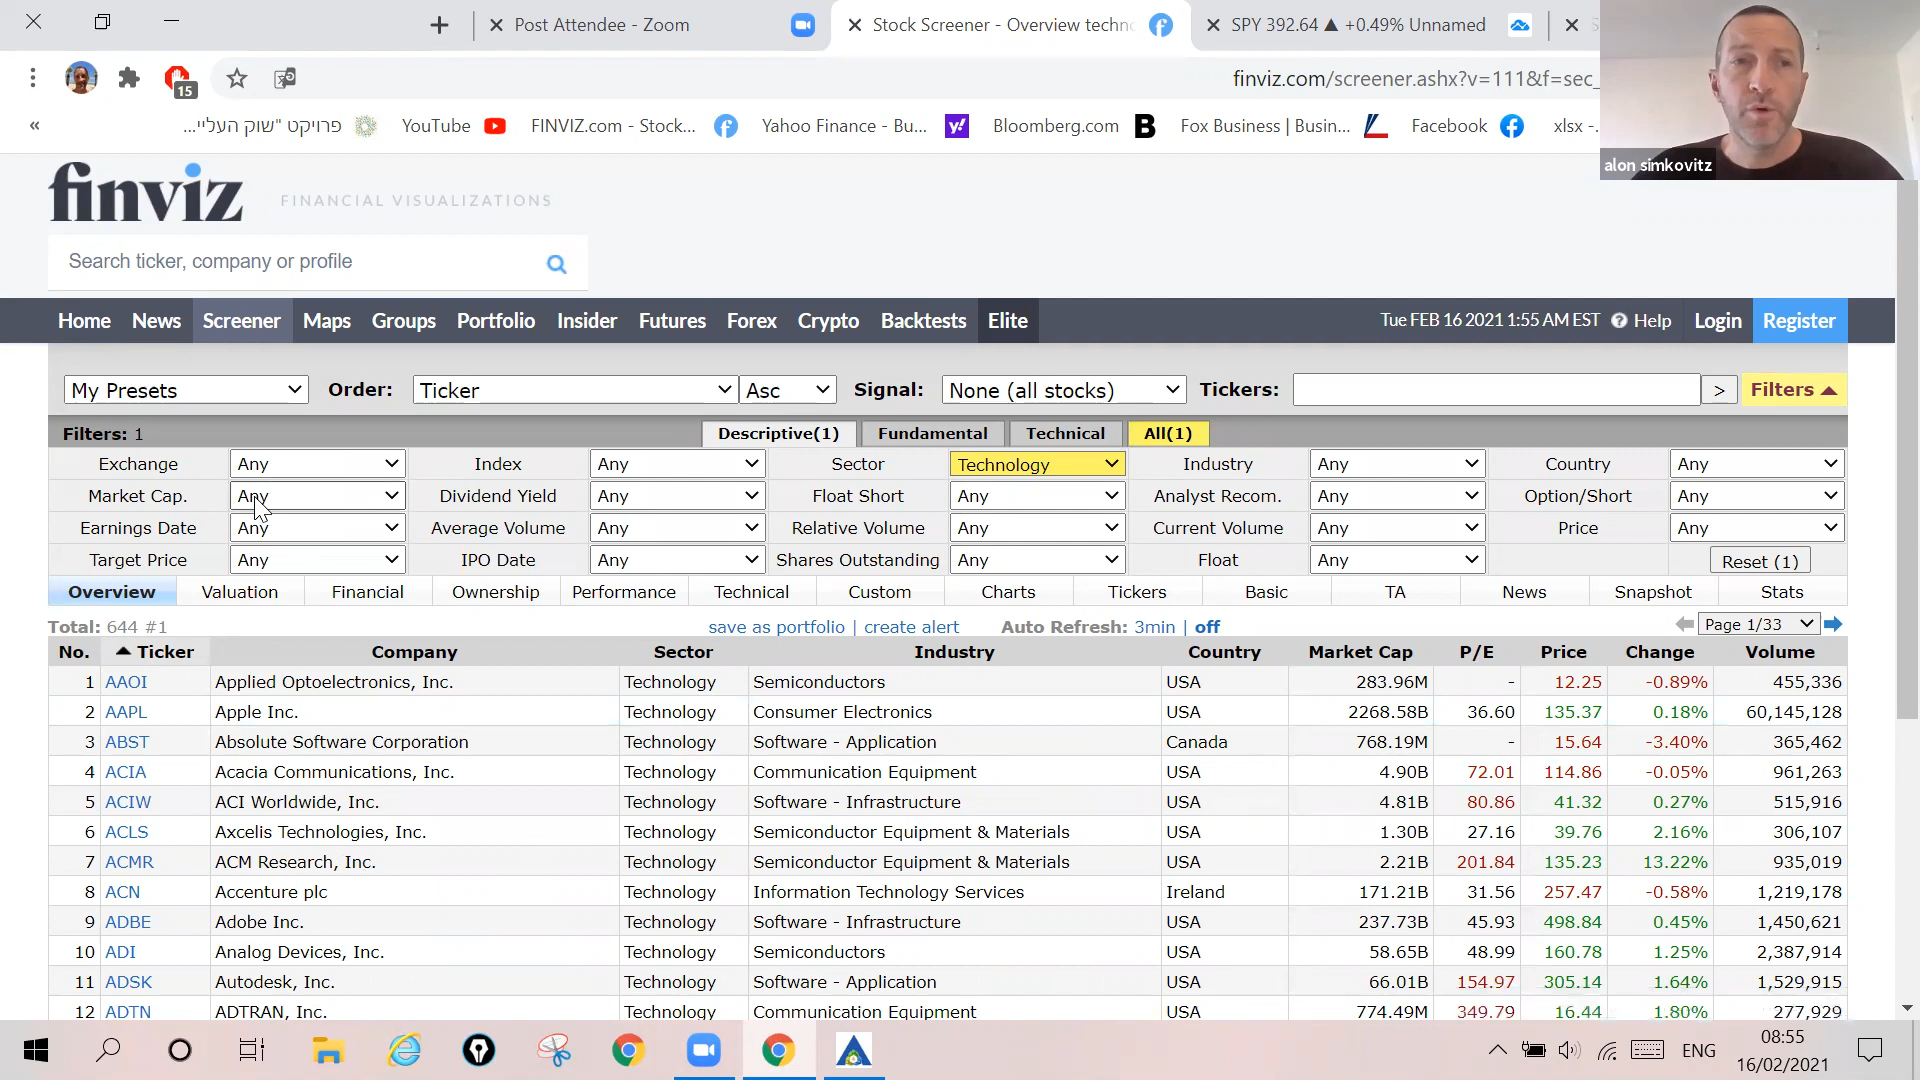 Post Attendee - Zoom
Stock Screener - Overview techn
SPY 392.64 ▲ +0.49% Unnamed
15
finviz.com/screener.ashx?v=111&f=sec_
« פרויקט "שוק העליי... YouTube FINVIZ.com - Stock... Yahoo Finance - Bu... y! Bloomberg.com B Fox Business | Busin... Facebook xlsx -
alon simkovitz
finviz FINANCIAL VISUALIZATIONS
Search ticker, company or profile
Home News Screener Maps Groups Portfolio Insider Futures Forex Crypto Backtests Elite Tue FEB 16 2021 1:55 AM EST Help Login Register
My Presets Order: Ticker Asc Signal: None (all stocks) Tickers: > Filters ▲
Filters: 1 Descriptive(1) Fundamental Technical All(1)
Exchange Any Index Any Sector Technology Industry Any Country Any
Market Cap. Any Dividend Yield Any Float Short Any Analyst Recom. Any Option/Short Any
Earnings Date Any Average Volume Any Relative Volume Any Current Volume Any Price Any
Target Price Any IPO Date Any Shares Outstanding Any Float Any Reset (1)
Overview Valuation Financial Ownership Performance Technical Custom Charts Tickers Basic TA News Snapshot Stats
Total: 644 #1 save as portfolio | create alert Auto Refresh: 3min | off Page 1/33
No. ▲ Ticker Company Sector Industry Country Market Cap P/E Price Change Volume
1 AAOI Applied Optoelectronics, Inc. Technology Semiconductors USA 283.96M - 12.25 -0.89% 455,336
2 AAPL Apple Inc. Technology Consumer Electronics USA 2268.58B 36.60 135.37 0.18% 60,145,128
3 ABST Absolute Software Corporation Technology Software - Application Canada 768.19M - 15.64 -3.40% 365,462
4 ACIA Acacia Communications, Inc. Technology Communication Equipment USA 4.90B 72.01 114.86 -0.05% 961,263
5 ACIW ACI Worldwide, Inc. Technology Software - Infrastructure USA 4.81B 80.86 41.32 0.27% 515,916
6 ACLS Axcelis Technologies, Inc. Technology Semiconductor Equipment & Materials USA 1.30B 27.16 39.76 2.16% 306,107
7 ACMR ACM Research, Inc. Technology Semiconductor Equipment & Materials USA 2.21B 201.84 135.23 13.22% 935,019
8 ACN Accenture plc Technology Information Technology Services Ireland 171.21B 31.56 257.47 -0.58% 1,219,178
9 ADBE Adobe Inc. Technology Software - Infrastructure USA 237.73B 45.93 498.84 0.45% 1,450,621
10 ADI Analog Devices, Inc. Technology Semiconductors USA 58.65B 48.99 160.78 1.25% 2,387,914
11 ADSK Autodesk, Inc. Technology Software - Application USA 66.01B 154.97 305.14 1.64% 1,529,915
12 ADTN ADTRAN, Inc. Technology Communication Equipment USA 774.49M 349.79 16.44 1.80% 277,929
ENG 08:55
16/02/2021